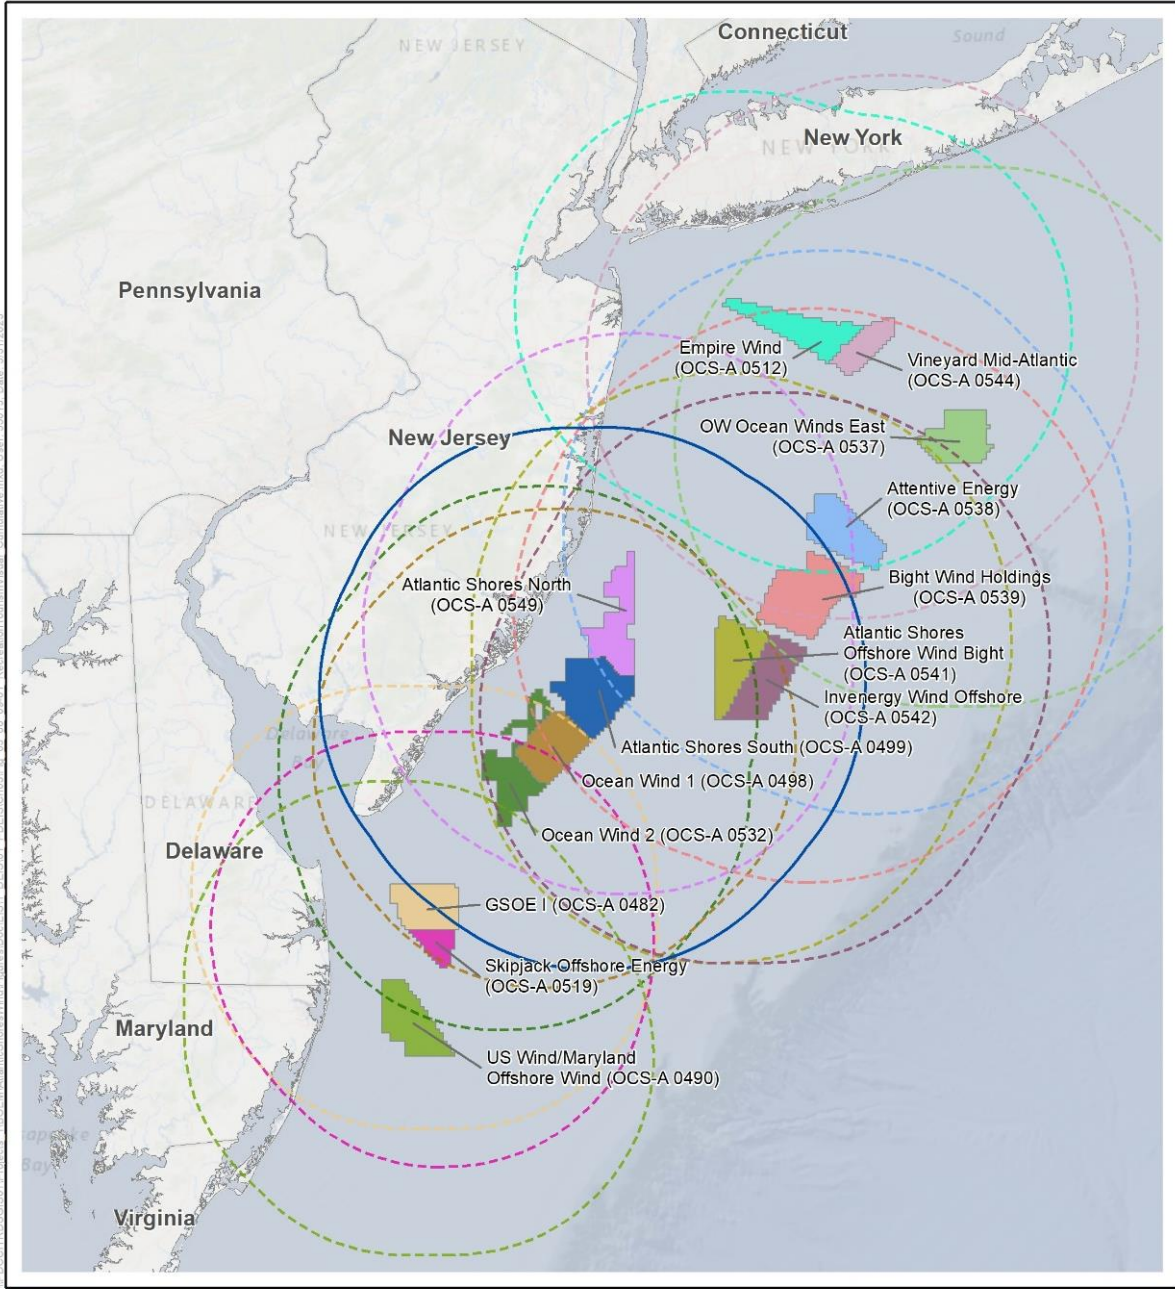 Connecticut
Sound
NEW JERSEY
New York
NEW YORK
Pennsylvania
Empire Wind
(OCS-A 0512)
Vineyard Mid-Atlantic
(OCS-A 0544)
OW Ocean Winds East
(OCS-A 0537)
New Jersey
Attentive Energy
(OCS-A 0538)
NEW JERSEY
Atlantic Shores North
(OCS-A 0549)
Bight Wind Holdings
(OCS-A 0539)
Atlantic Shores
Offshore Wind Bight
(OCS-A 0541)
Invenergy Wind Offshore
(OCS-A 0542)
Delaware
Atlantic Shores South (OCS-A 0499)
Ocean Wind 1 (OCS-A 0498)
DELAWARE
Ocean Wind 2 (OCS-A 0532)
Delaware
GSOE I (OCS-A 0482)
Skipjack Offshore Energy
(OCS-A 0519)
Maryland
US Wind/Maryland
Offshore Wind (OCS-A 0490)
Bay
Virginia